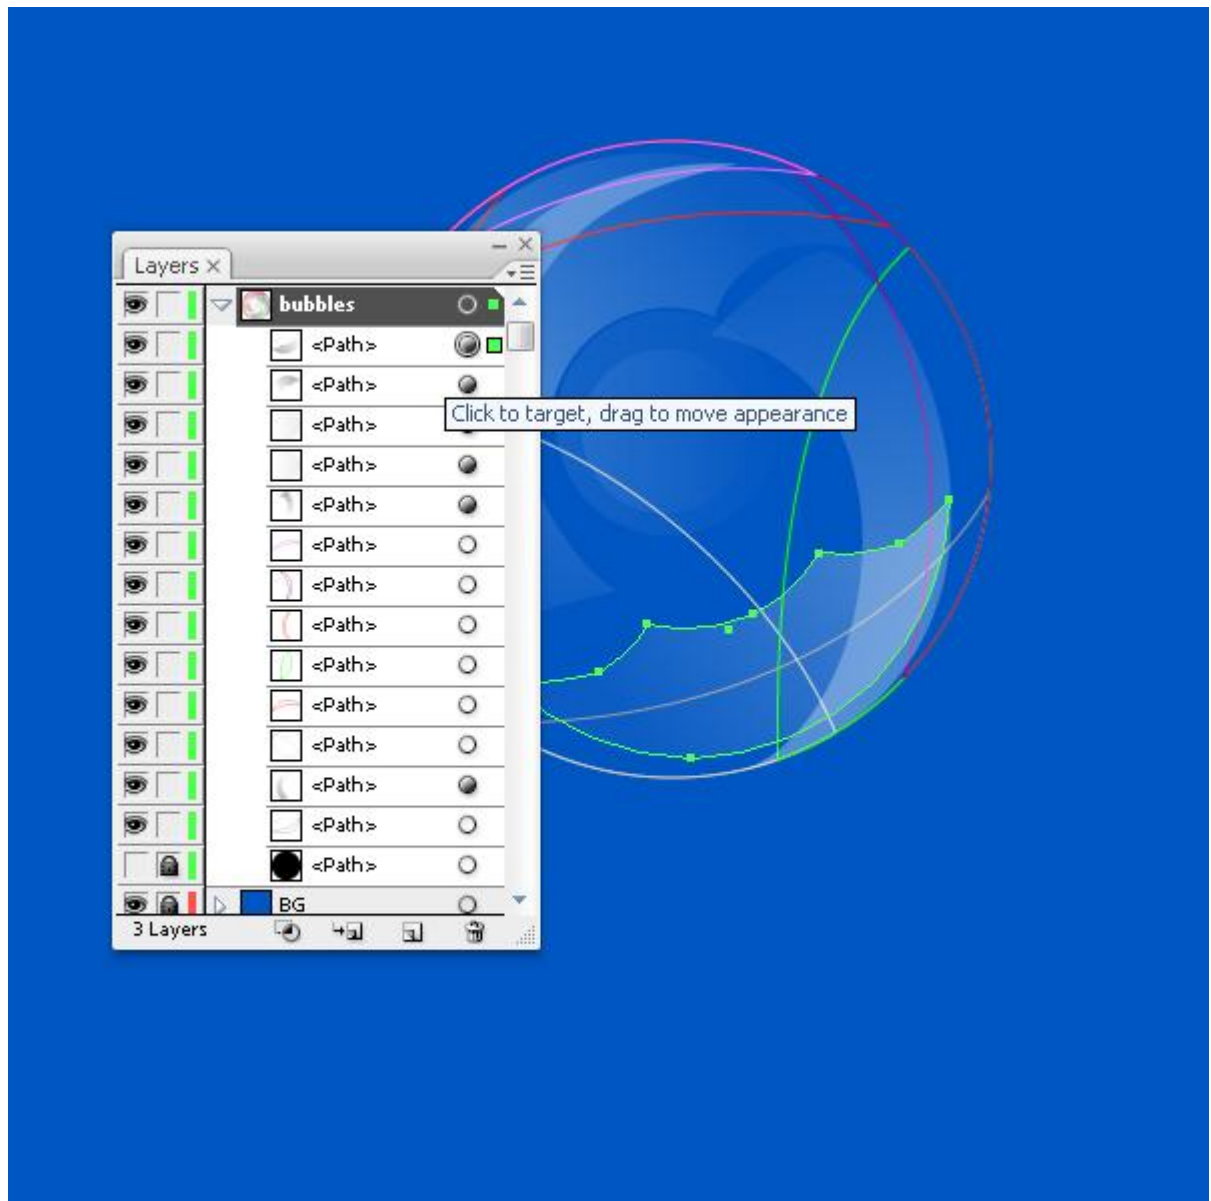 Layers
bubbles
<Path>
<Path>
Click to target, drag to move appearance
<Path>
<Path>
<Path>
<Path>
<Path>
<Path>
<Path>
<Path>
<Path>
<Path>
<Path>
<Path>
BG
3 Layers